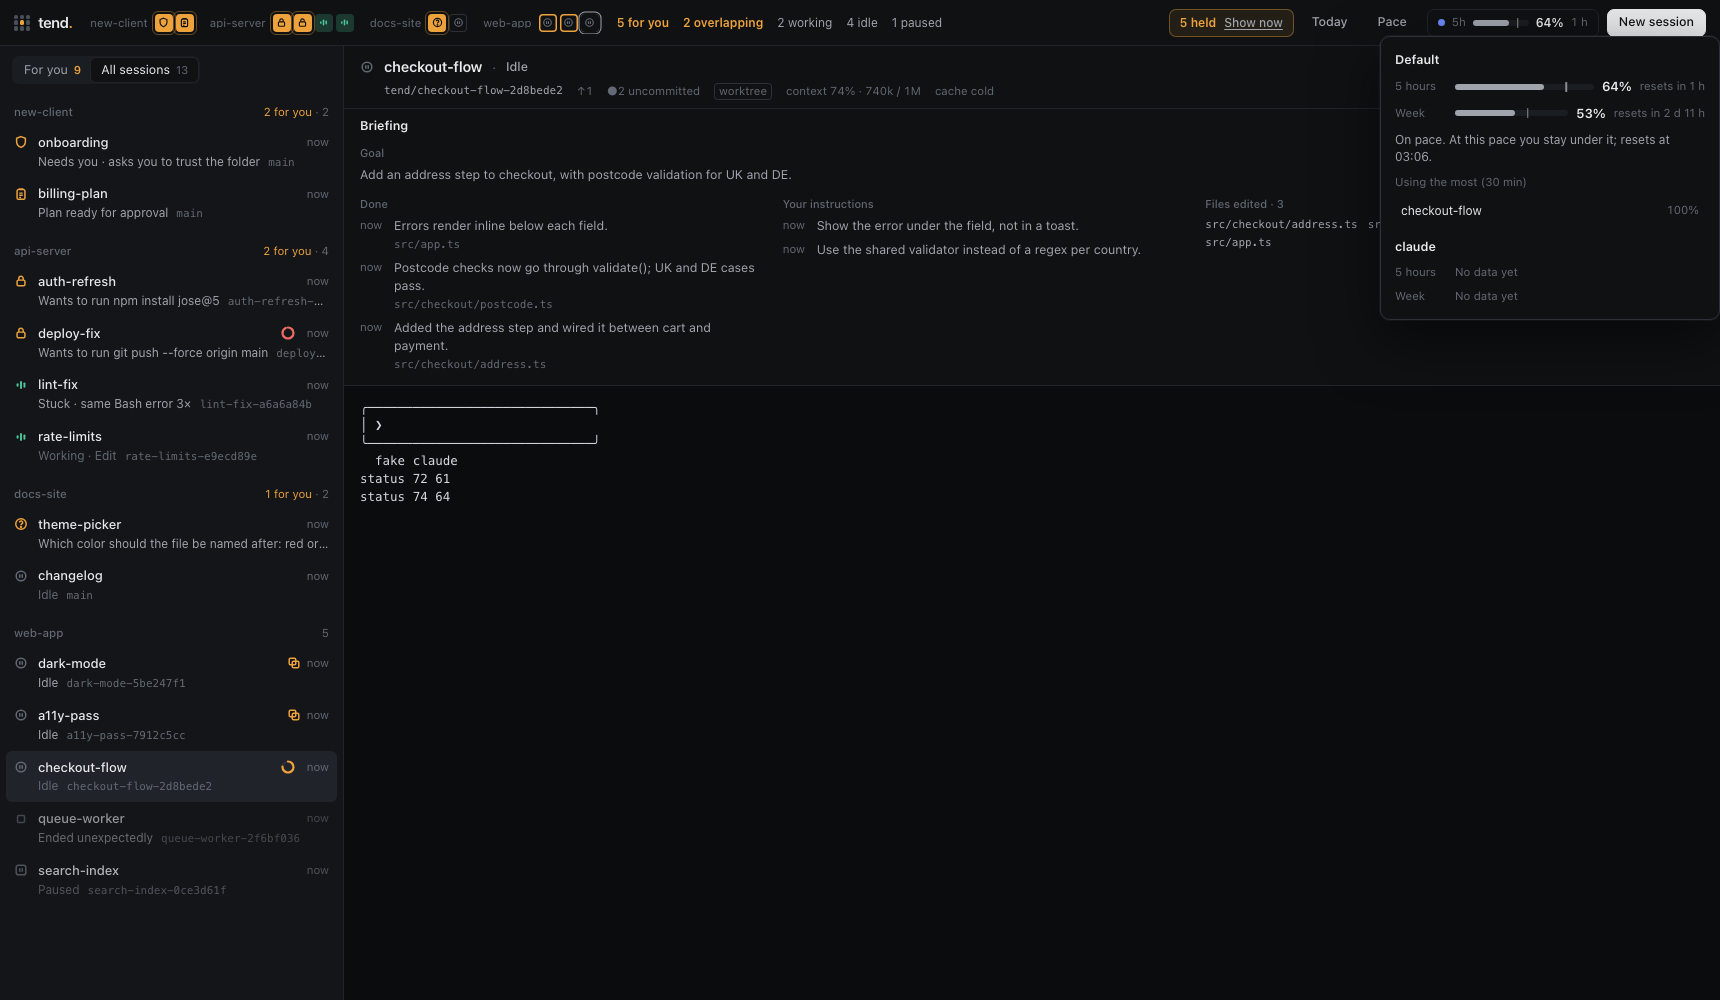 tend. new-client api-server docs-site web-app 5 for you 2 overlapping 2 working 4 idle 1 paused 5 held Show now Today Pace 5h 64% 1 h New session
For you 9 All sessions 13
new-client 2 for you · 2
onboarding now
Needs you · asks you to trust the folder main
billing-plan now
Plan ready for approval main
api-server 2 for you · 4
auth-refresh now
Wants to run npm install jose@5 auth-refresh-…
deploy-fix now
Wants to run git push --force origin main deploy…
lint-fix now
Stuck · same Bash error 3× lint-fix-a6a6a84b
rate-limits now
Working · Edit rate-limits-e9ecd89e
docs-site 1 for you · 2
theme-picker now
Which color should the file be named after: red or…
changelog now
Idle main
web-app 5
dark-mode now
Idle dark-mode-5be247f1
a11y-pass now
Idle a11y-pass-7912c5cc
checkout-flow now
Idle checkout-flow-2d8bede2
queue-worker now
Ended unexpectedly queue-worker-2f6bf036
search-index now
Paused search-index-0ce3d61f
checkout-flow · Idle
tend/checkout-flow-2d8bede2 ↑1 ●2 uncommitted worktree context 74% · 740k / 1M cache cold
Briefing
Goal
Add an address step to checkout, with postcode validation for UK and DE.
Done
now Errors render inline below each field.
src/app.ts
now Postcode checks now go through validate(); UK and DE cases
pass.
src/checkout/postcode.ts
now Added the address step and wired it between cart and
payment.
src/checkout/address.ts
Your instructions
now Show the error under the field, not in a toast.
now Use the shared validator instead of a regex per country.
Files edited · 3
src/checkout/address.ts sr
src/app.ts
❯
fake claude
status 72 61
status 74 64
Default
5 hours 64% resets in 1 h
Week 53% resets in 2 d 11 h
On pace. At this pace you stay under it; resets at
03:06.
Using the most (30 min)
checkout-flow 100%
claude
5 hours No data yet
Week No data yet